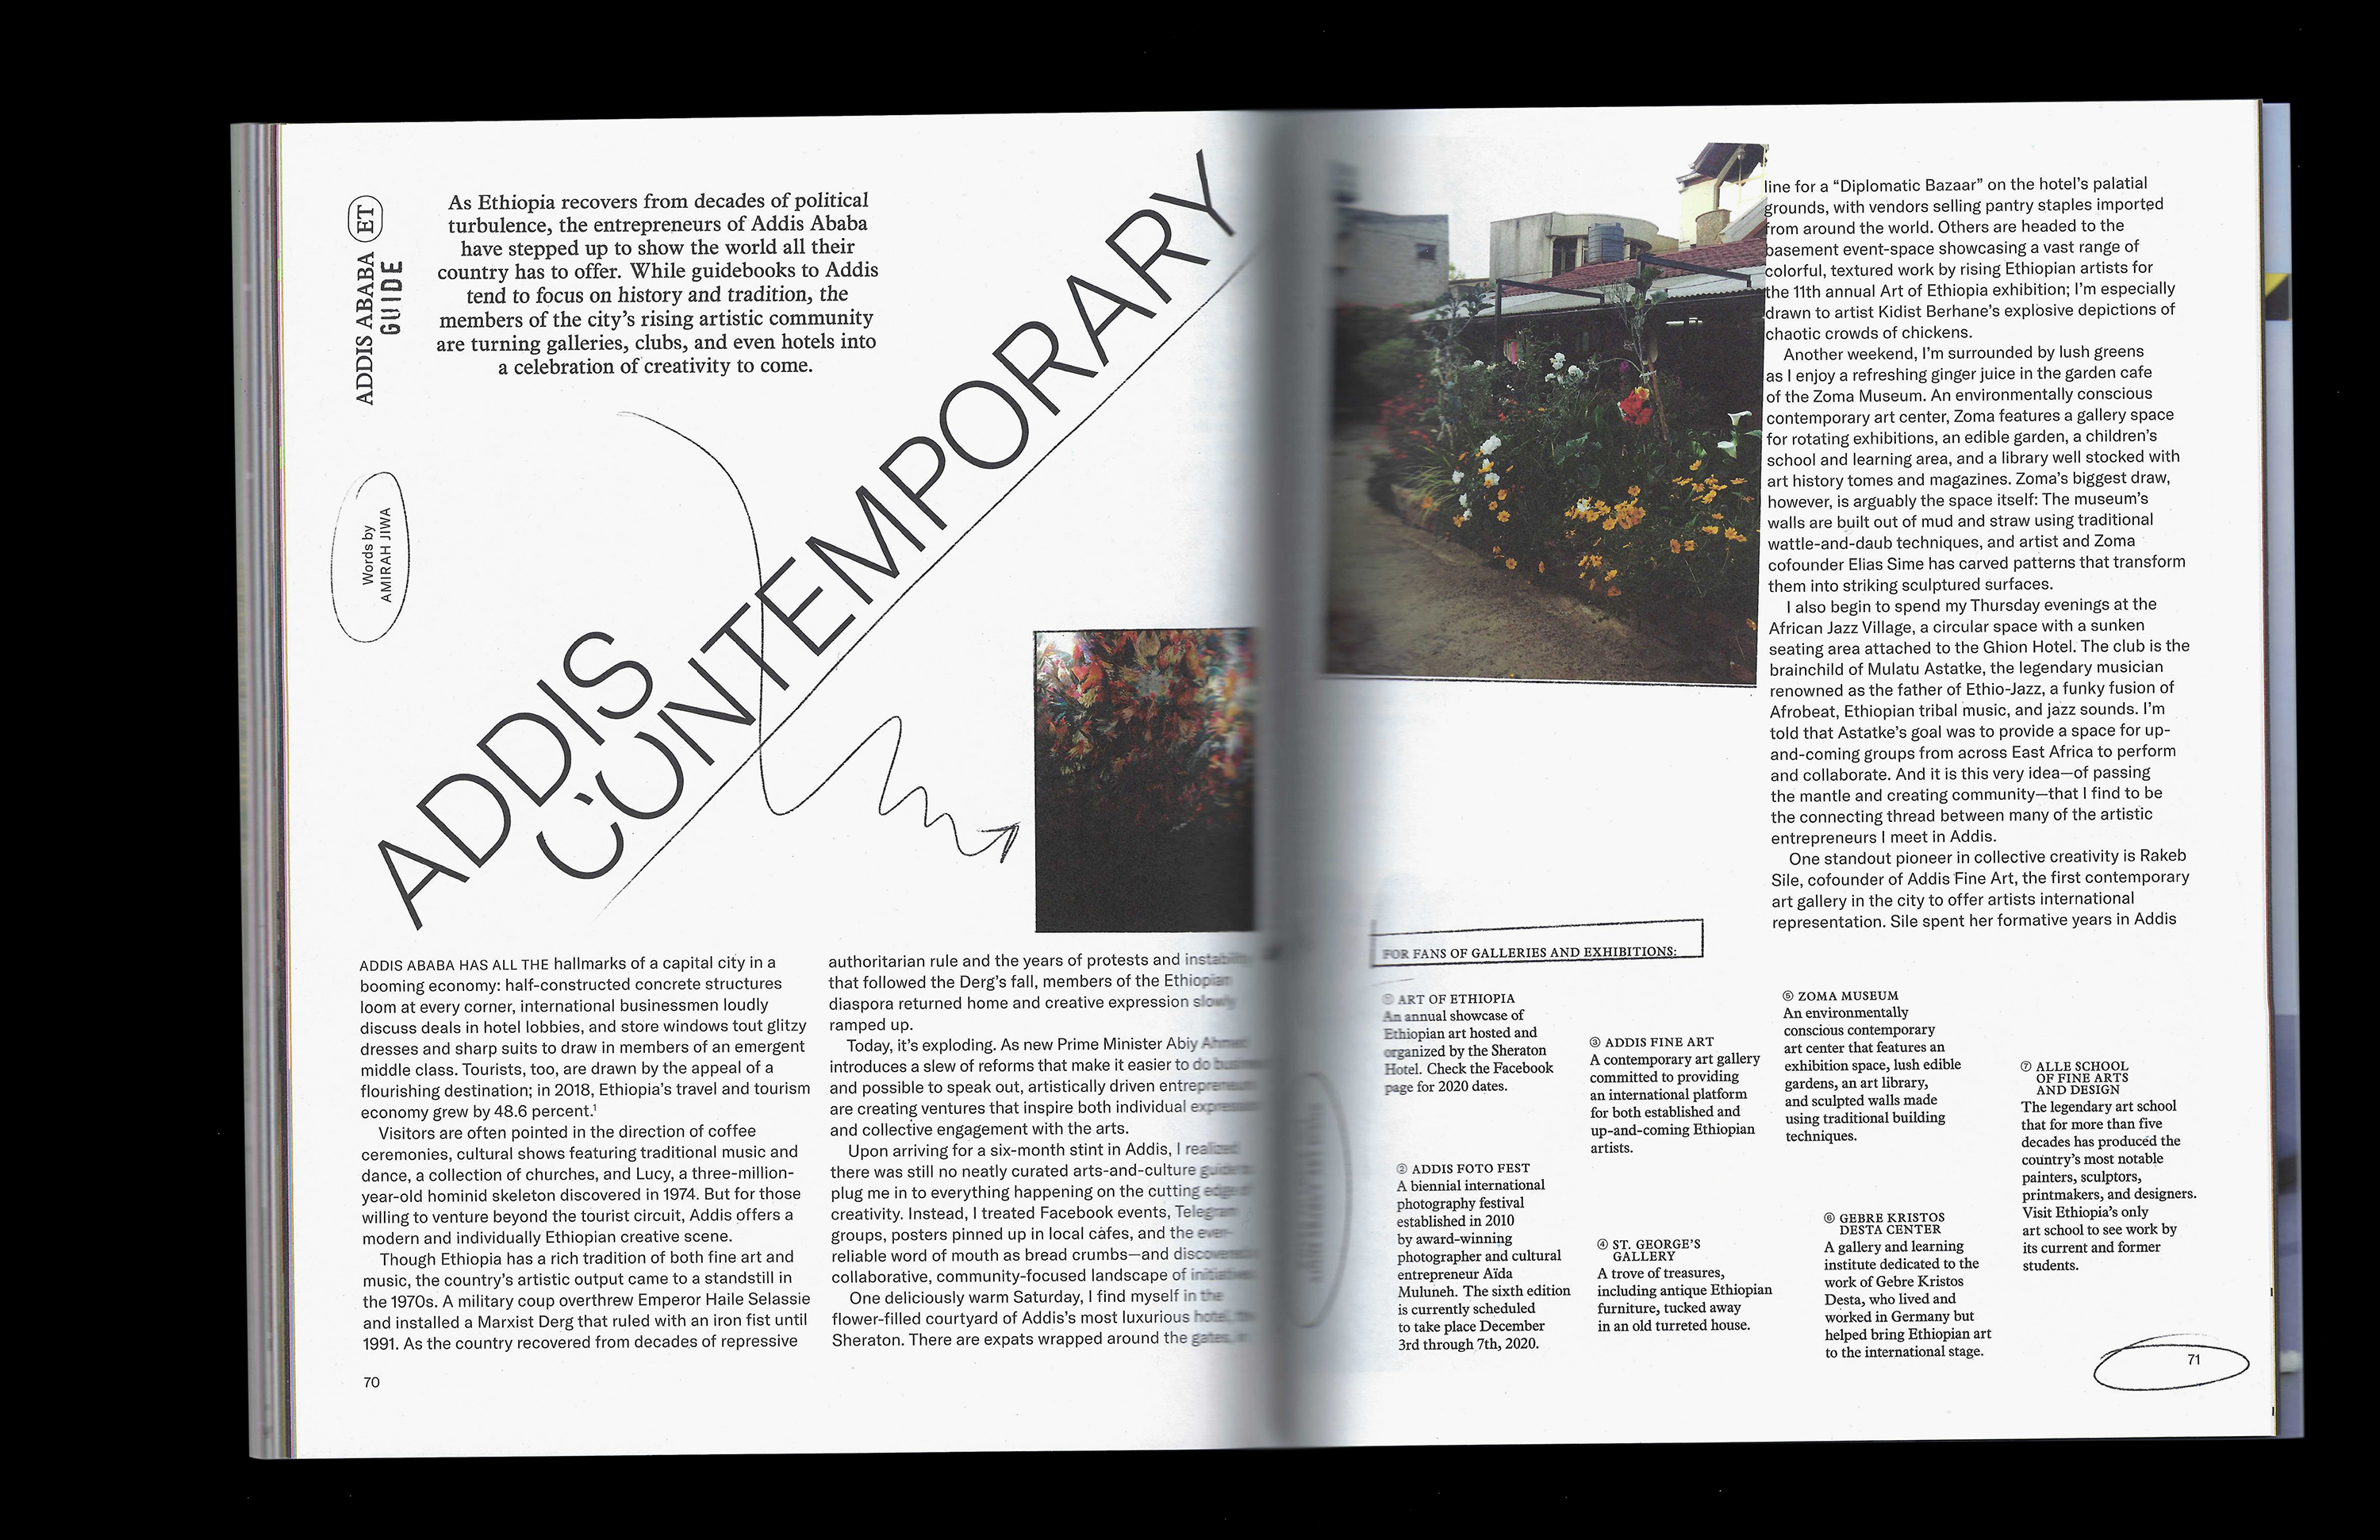 ADDIS ABABA ET
GUIDE
As Ethiopia recovers from decades of political
turbulence, the entrepreneurs of Addis Ababa
have stepped up to show the world all their
country has to offer. While guidebooks to Addis
tend to focus on history and tradition, the
members of the city's rising artistic community
are turning galleries, clubs, and even hotels into
a celebration of creativity to come.
Words by
AMIRAH JIWA
ADDIS
CONTEMPORARY
ADDIS ABABA HAS ALL THE hallmarks of a capital city in a
booming economy: half-constructed concrete structures
loom at every corner, international businessmen loudly
discuss deals in hotel lobbies, and store windows tout glitzy
dresses and sharp suits to draw in members of an emergent
middle class. Tourists, too, are drawn by the appeal of a
flourishing destination; in 2018, Ethiopia's travel and tourism
economy grew by 48.6 percent.¹
Visitors are often pointed in the direction of coffee
ceremonies, cultural shows featuring traditional music and
dance, a collection of churches, and Lucy, a three-million-
year-old hominid skeleton discovered in 1974. But for those
willing to venture beyond the tourist circuit, Addis offers a
modern and individually Ethiopian creative scene.
Though Ethiopia has a rich tradition of both fine art and
music, the country's artistic output came to a standstill in
the 1970s. A military coup overthrew Emperor Haile Selassie
and installed a Marxist Derg that ruled with an iron fist until
1991. As the country recovered from decades of repressive
70
authoritarian rule and the years of protests and instability
that followed the Derg's fall, members of the Ethiopian
diaspora returned home and creative expression slowly
ramped up.
Today, it's exploding. As new Prime Minister Abiy Ahmed
introduces a slew of reforms that make it easier to do business
and possible to speak out, artistically driven entrepreneurs
are creating ventures that inspire both individual expression
and collective engagement with the arts.
Upon arriving for a six-month stint in Addis, I realized
there was still no neatly curated arts-and-culture guide to
plug me in to everything happening on the cutting edge of
creativity. Instead, I treated Facebook events, Telegram
groups, posters pinned up in local cafes, and the ever-
reliable word of mouth as bread crumbs—and discovered
collaborative, community-focused landscape of initiatives
One deliciously warm Saturday, I find myself in the
flower-filled courtyard of Addis's most luxurious hotel, the
Sheraton. There are expats wrapped around the gates, in
line for a “Diplomatic Bazaar” on the hotel's palatial
grounds, with vendors selling pantry staples imported
from around the world. Others are headed to the
basement event-space showcasing a vast range of
colorful, textured work by rising Ethiopian artists for
the 11th annual Art of Ethiopia exhibition; I'm especially
drawn to artist Kidist Berhane's explosive depictions of
chaotic crowds of chickens.
Another weekend, I'm surrounded by lush greens
as I enjoy a refreshing ginger juice in the garden cafe
of the Zoma Museum. An environmentally conscious
contemporary art center, Zoma features a gallery space
for rotating exhibitions, an edible garden, a children's
school and learning area, and a library well stocked with
art history tomes and magazines. Zoma's biggest draw,
however, is arguably the space itself: The museum's
walls are built out of mud and straw using traditional
wattle-and-daub techniques, and artist and Zoma
cofounder Elias Sime has carved patterns that transform
them into striking sculptured surfaces.
I also begin to spend my Thursday evenings at the
African Jazz Village, a circular space with a sunken
seating area attached to the Ghion Hotel. The club is the
brainchild of Mulatu Astatke, the legendary musician
renowned as the father of Ethio-Jazz, a funky fusion of
Afrobeat, Ethiopian tribal music, and jazz sounds. I'm
told that Astatke's goal was to provide a space for up-
and-coming groups from across East Africa to perform
and collaborate. And it is this very idea—of passing
the mantle and creating community—that I find to be
the connecting thread between many of the artistic
entrepreneurs I meet in Addis.
One standout pioneer in collective creativity is Rakeb
Sile, cofounder of Addis Fine Art, the first contemporary
art gallery in the city to offer artists international
representation. Sile spent her formative years in Addis
FOR FANS OF GALLERIES AND EXHIBITIONS:
① ART OF ETHIOPIA
An annual showcase of
Ethiopian art hosted and
organized by the Sheraton
Hotel. Check the Facebook
page for 2020 dates.
② ADDIS FOTO FEST
A biennial international
photography festival
established in 2010
by award-winning
photographer and cultural
entrepreneur Aïda
Muluneh. The sixth edition
is currently scheduled
to take place December
3rd through 7th, 2020.
③ ADDIS FINE ART
A contemporary art gallery
committed to providing
an international platform
for both established and
up-and-coming Ethiopian
artists.
④ ST. GEORGE'S
GALLERY
A trove of treasures,
including antique Ethiopian
furniture, tucked away
in an old turreted house.
⑤ ZOMA MUSEUM
An environmentally
conscious contemporary
art center that features an
exhibition space, lush edible
gardens, an art library,
and sculpted walls made
using traditional building
techniques.
⑥ GEBRE KRISTOS
DESTA CENTER
A gallery and learning
institute dedicated to the
work of Gebre Kristos
Desta, who lived and
worked in Germany but
helped bring Ethiopian art
to the international stage.
⑦ ALLE SCHOOL
OF FINE ARTS
AND DESIGN
The legendary art school
that for more than five
decades has produced the
country's most notable
painters, sculptors,
printmakers, and designers.
Visit Ethiopia's only
art school to see work by
its current and former
students.
71